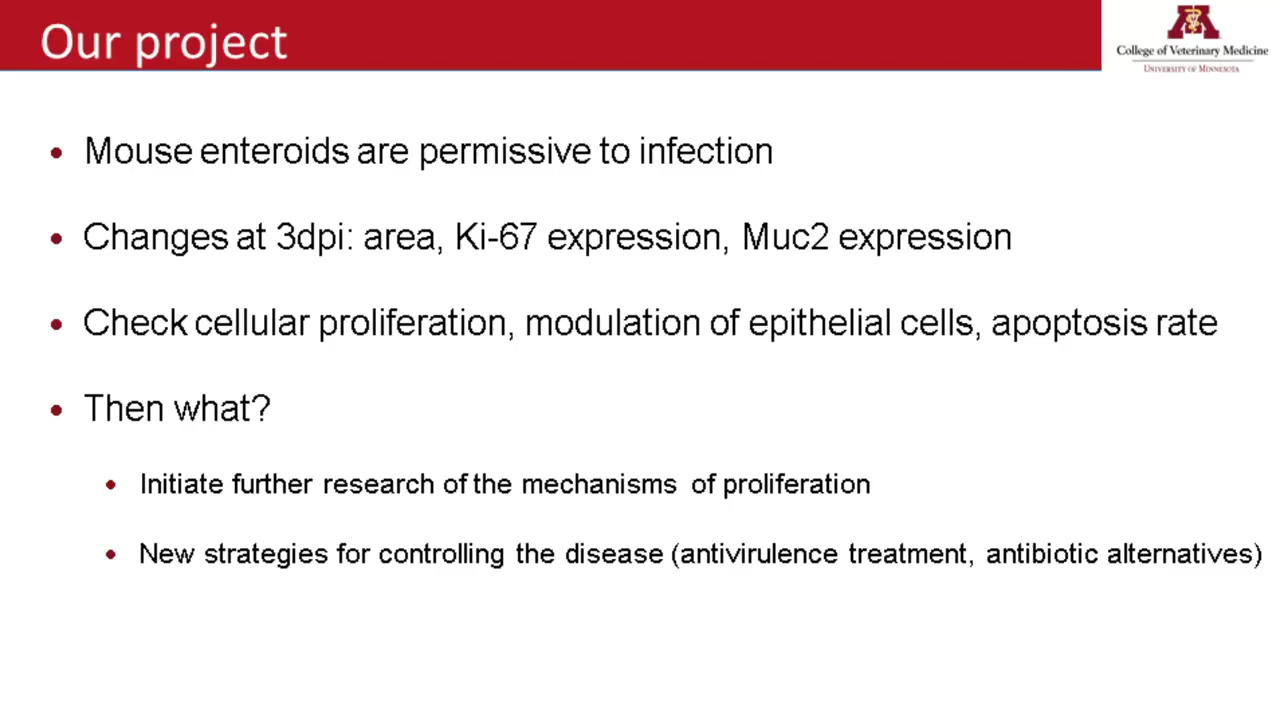 Our project
College of Veterinary Medicine
University of Minnesota
Mouse enteroids are permissive to infection
Changes at 3dpi: area, Ki-67 expression, Muc2 expression
Check cellular proliferation, modulation of epithelial cells, apoptosis rate
Then what?
Initiate further research of the mechanisms of proliferation
New strategies for controlling the disease (antivirulence treatment, antibiotic alternatives)